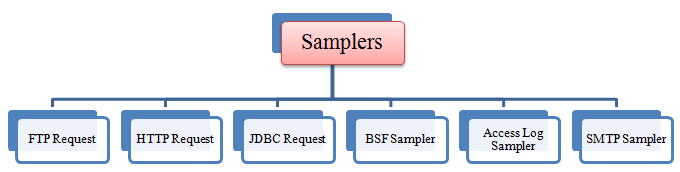 Samplers
FTP Request
HTTP Request
JDBC Request
BSF Sampler
Access Log
Sampler
SMTP Sampler